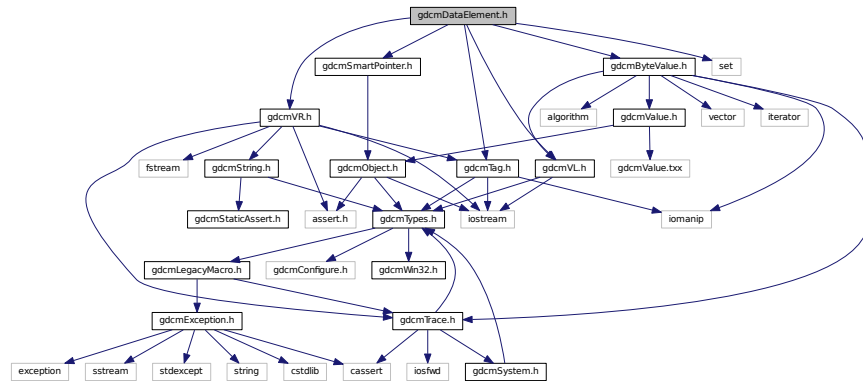 gdcmDataElement.h
gdcmSmartPointer.h
gdcmByteValue.h
set
gdcmVR.h
algorithm
gdcmValue.h
vector
iterator
fstream
gdcmString.h
gdcmObject.h
gdcmTag.h
gdcmVL.h
gdcmValue.txx
gdcmStaticAssert.h
assert.h
gdcmTypes.h
iostream
iomanip
gdcmLegacyMacro.h
gdcmConfigure.h
gdcmWin32.h
gdcmException.h
gdcmTrace.h
exception
sstream
stdexcept
string
cstdlib
cassert
iosfwd
gdcmSystem.h